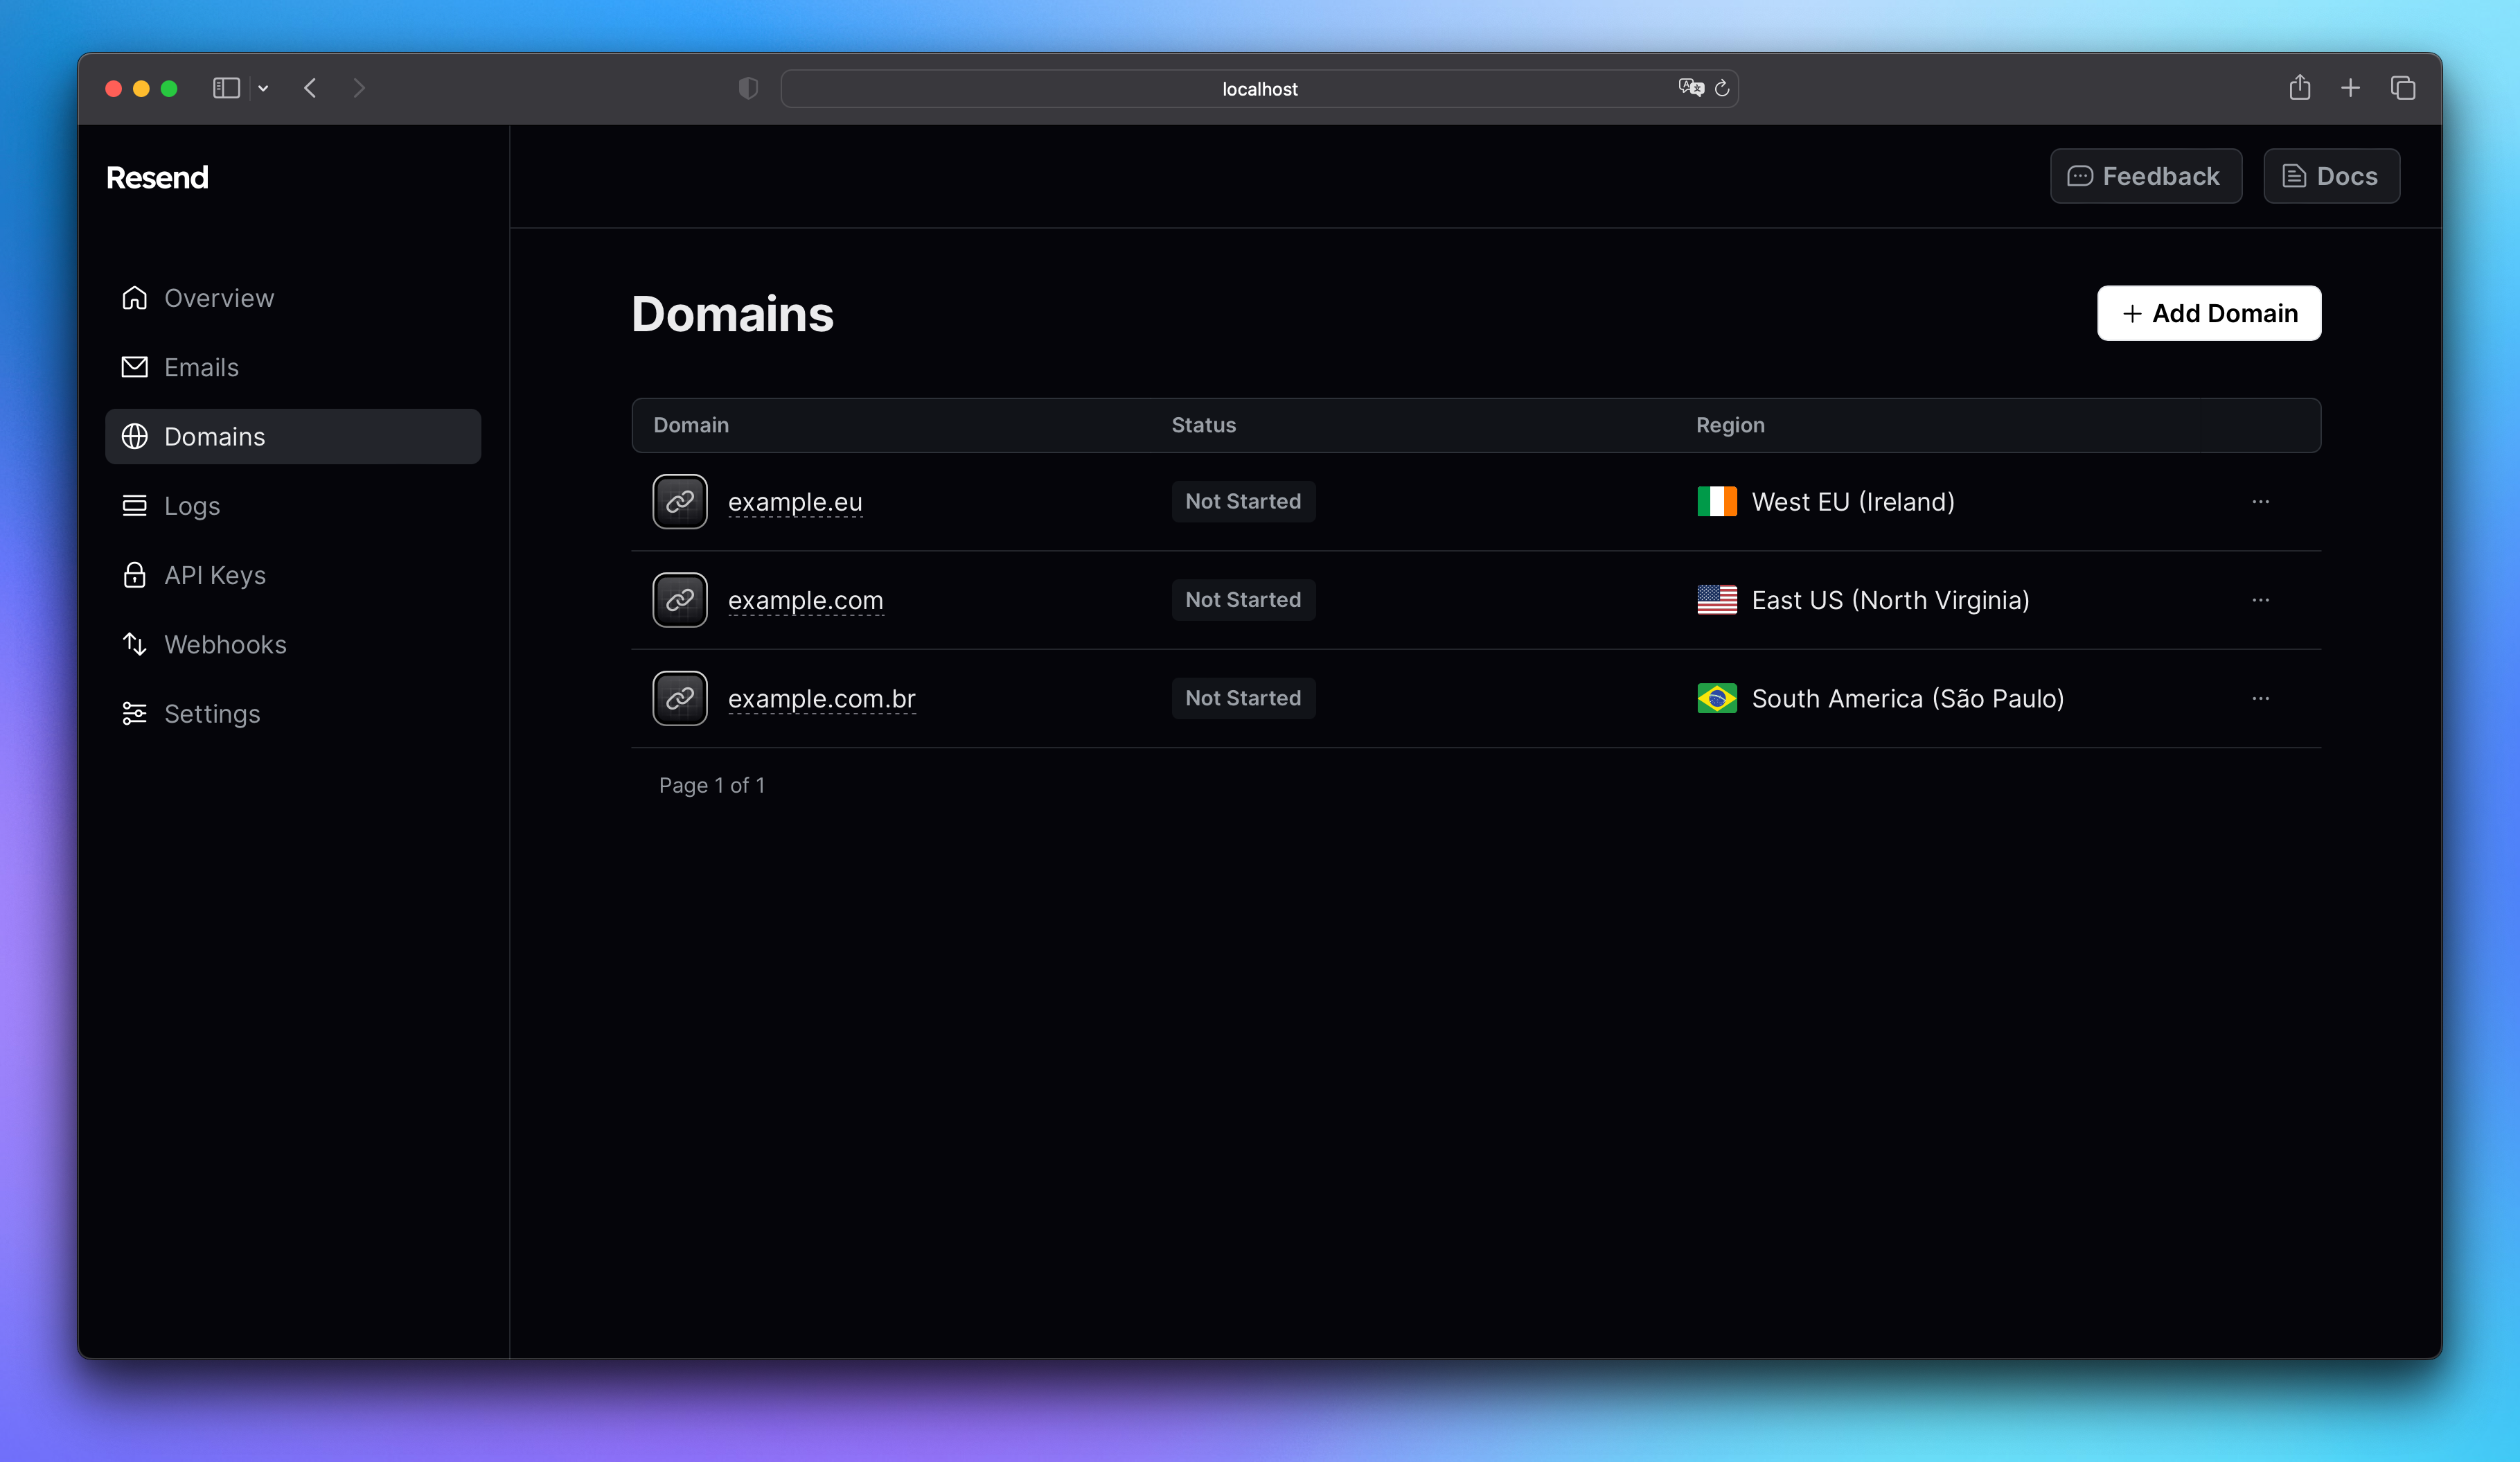 localhost
Resend
Feedback
Docs
Overview
Emails
Domains
Logs
API Keys
Webhooks
Settings
Domains
Add Domain
Domain Status Region
example.eu Not Started West EU (Ireland)
example.com Not Started East US (North Virginia)
example.com.br Not Started South America (São Paulo)
Page 1 of 1